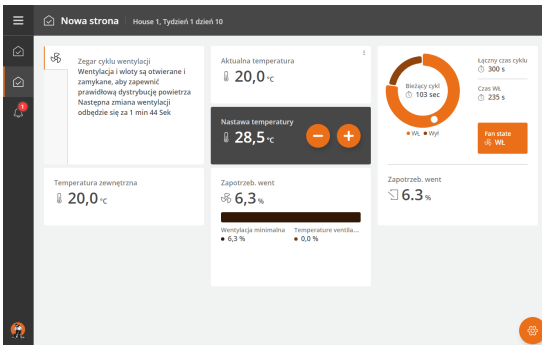 Nowa strona House 1, Tydzień 1 dzień 10
1
Zegar cyklu wentylacji
Wentylacja i wloty są otwierane i
zamykane, aby zapewnić
prawidłową dystrybucję powietrza
Następna zmiana wentylacji
odbędzie się za 1 min 44 Sek
Aktualna temperatura
20,0 °C
Nastawa temperatury
28,5 °C
Bieżący cykl
103 sec
WŁ Wył
Łączny czas cyklu
300 s
Czas WŁ
235 s
Fan state
WŁ
Temperatura zewnętrzna
20,0 °C
Zapotrzeb. went
6,3 %
Wentylacja minimalna
6,3 %
Temperature ventila...
0,0 %
Zapotrzeb. went
6.3 %